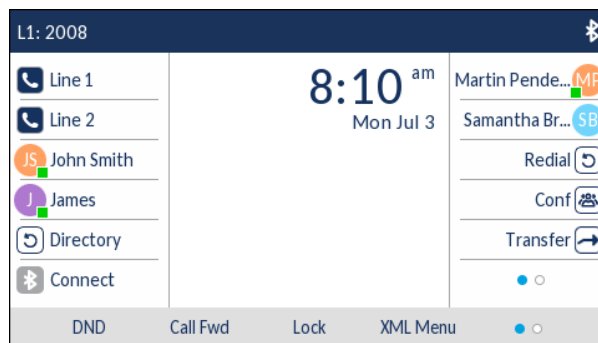 L1: 2008
Line 1
Line 2
JS John Smith
J James
Directory
Connect
8:10 am
Mon Jul 3
Martin Pende... MP
Samantha Br... SB
Redial
Conf
Transfer
DND Call Fwd Lock XML Menu